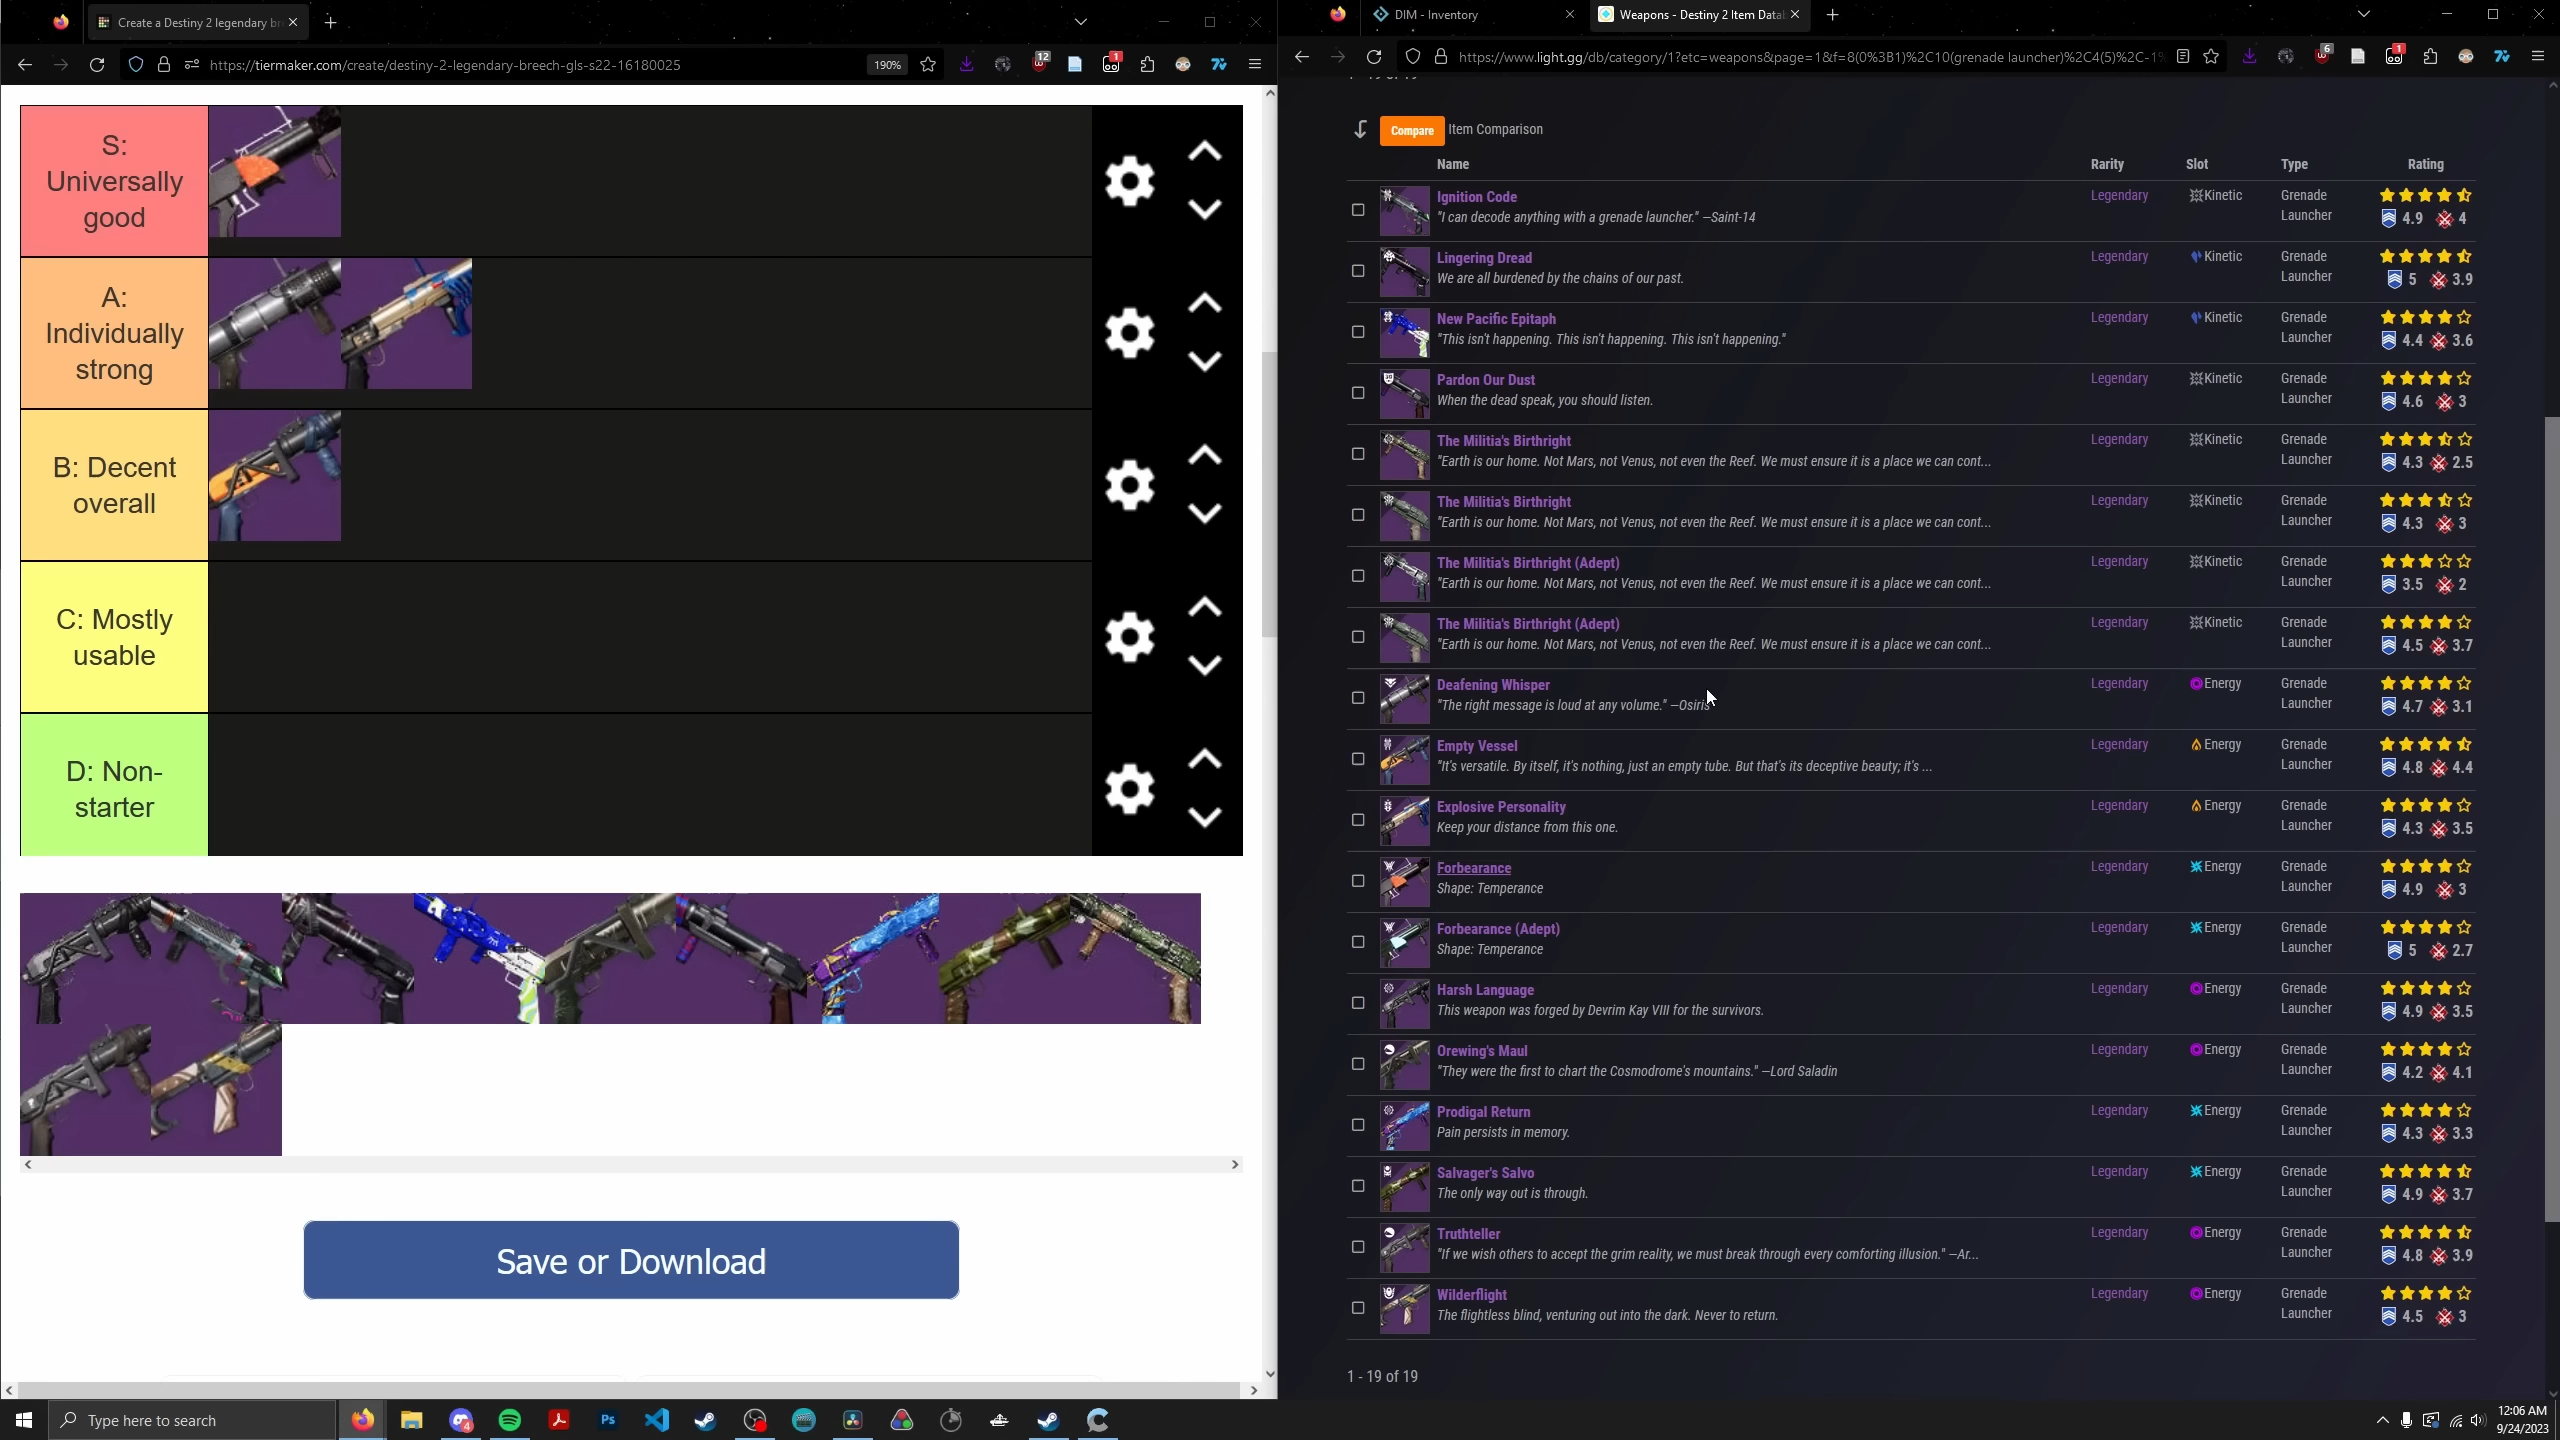 Create a Destiny 2 legendary br
https://tiermaker.com/create/destiny-2-legendary-breech-gls-s22-16180025
190%
12
1
S: Universally good
A: Individually strong
B: Decent overall
C: Mostly usable
D: Non-starter
Save or Download
DIM - Inventory
Weapons - Destiny 2 Item Datab
https://www.light.gg/db/category/1?etc=weapons&page=1&f=8(0%3B1)%2C10(grenade launcher)%2C4(5)%2C-1%
6
1
Compare Item Comparison
Name Rarity Slot Type Rating
Ignition Code Legendary Kinetic Grenade Launcher
"I can decode anything with a grenade launcher." —Saint-14 4.9 4
Lingering Dread Legendary Kinetic Grenade Launcher
We are all burdened by the chains of our past. 5 3.9
New Pacific Epitaph Legendary Kinetic Grenade Launcher
"This isn't happening. This isn't happening. This isn't happening." 4.4 3.6
Pardon Our Dust Legendary Kinetic Grenade Launcher
When the dead speak, you should listen. 4.6 3
The Militia's Birthright Legendary Kinetic Grenade Launcher
"Earth is our home. Not Mars, not Venus, not even the Reef. We must ensure it is a place we can cont... 4.3 2.5
The Militia's Birthright Legendary Kinetic Grenade Launcher
"Earth is our home. Not Mars, not Venus, not even the Reef. We must ensure it is a place we can cont... 4.3 3
The Militia's Birthright (Adept) Legendary Kinetic Grenade Launcher
"Earth is our home. Not Mars, not Venus, not even the Reef. We must ensure it is a place we can cont... 3.5 2
The Militia's Birthright (Adept) Legendary Kinetic Grenade Launcher
"Earth is our home. Not Mars, not Venus, not even the Reef. We must ensure it is a place we can cont... 4.5 3.7
Deafening Whisper Legendary Energy Grenade Launcher
"The right message is loud at any volume." —Osiris 4.7 3.1
Empty Vessel Legendary Energy Grenade Launcher
"It's versatile. By itself, it's nothing, just an empty tube. But that's its deceptive beauty; it's ... 4.8 4.4
Explosive Personality Legendary Energy Grenade Launcher
Keep your distance from this one. 4.3 3.5
Forbearance Legendary Energy Grenade Launcher
Shape: Temperance 4.9 3
Forbearance (Adept) Legendary Energy Grenade Launcher
Shape: Temperance 5 2.7
Harsh Language Legendary Energy Grenade Launcher
This weapon was forged by Devrim Kay VIII for the survivors. 4.9 3.5
Orewing's Maul Legendary Energy Grenade Launcher
"They were the first to chart the Cosmodrome's mountains." —Lord Saladin 4.2 4.1
Prodigal Return Legendary Energy Grenade Launcher
Pain persists in memory. 4.3 3.3
Salvager's Salvo Legendary Energy Grenade Launcher
The only way out is through. 4.9 3.7
Truthteller Legendary Energy Grenade Launcher
"If we wish others to accept the grim reality, we must break through every comforting illusion." —Ar... 4.8 3.9
Wilderflight Legendary Energy Grenade Launcher
The flightless blind, venturing out into the dark. Never to return. 4.5 3
1 - 19 of 19
Type here to search
4
Ps
12:06 AM
9/24/2023